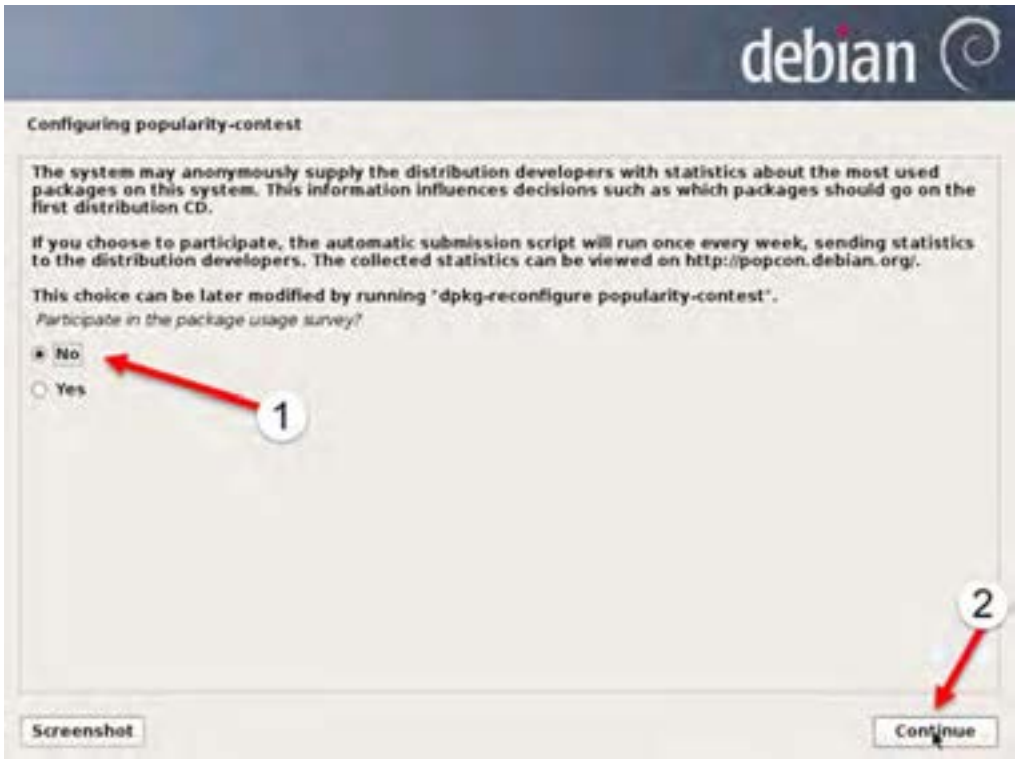 debian
Configuring popularity-contest
The system may anonymously supply the distribution developers with statistics about the most used
packages on this system. This information influences decisions such as which packages should go on the
first distribution CD.
If you choose to participate, the automatic submission script will run once every week, sending statistics
to the distribution developers. The collected statistics can be viewed on http://popcon.debian.org/.
This choice can be later modified by running "dpkg-reconfigure popularity-contest".
Participate in the package usage survey?
No
Yes
1
2
Screenshot
Continue